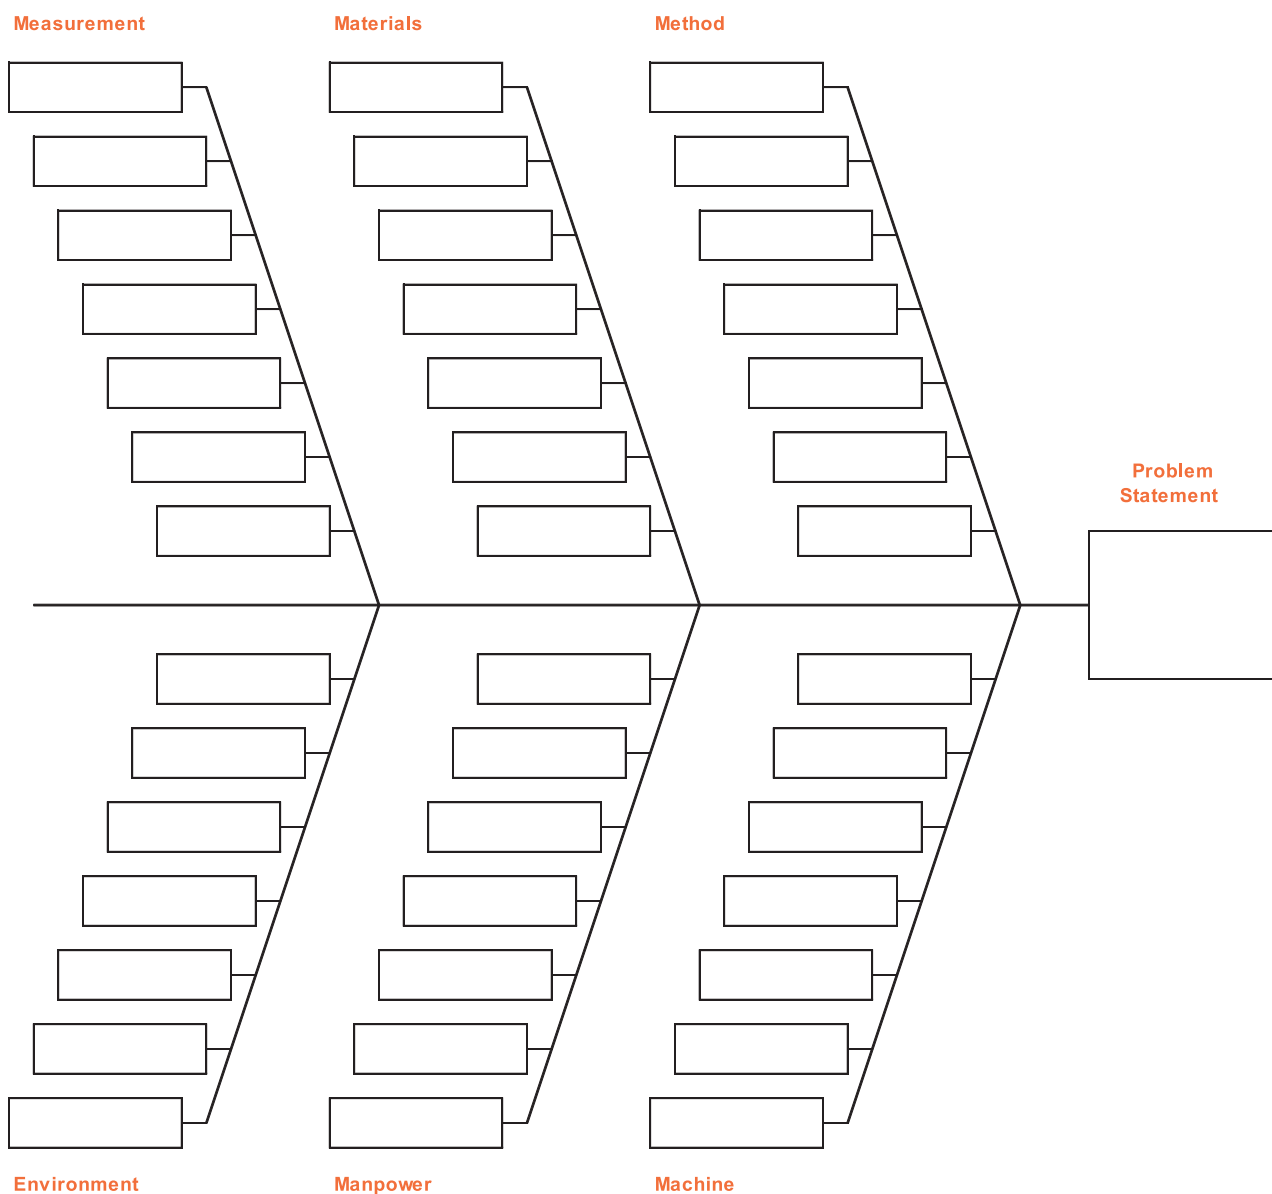 Measurement
Materials
Method
Problem
Statement
Environment
Manpower
Machine